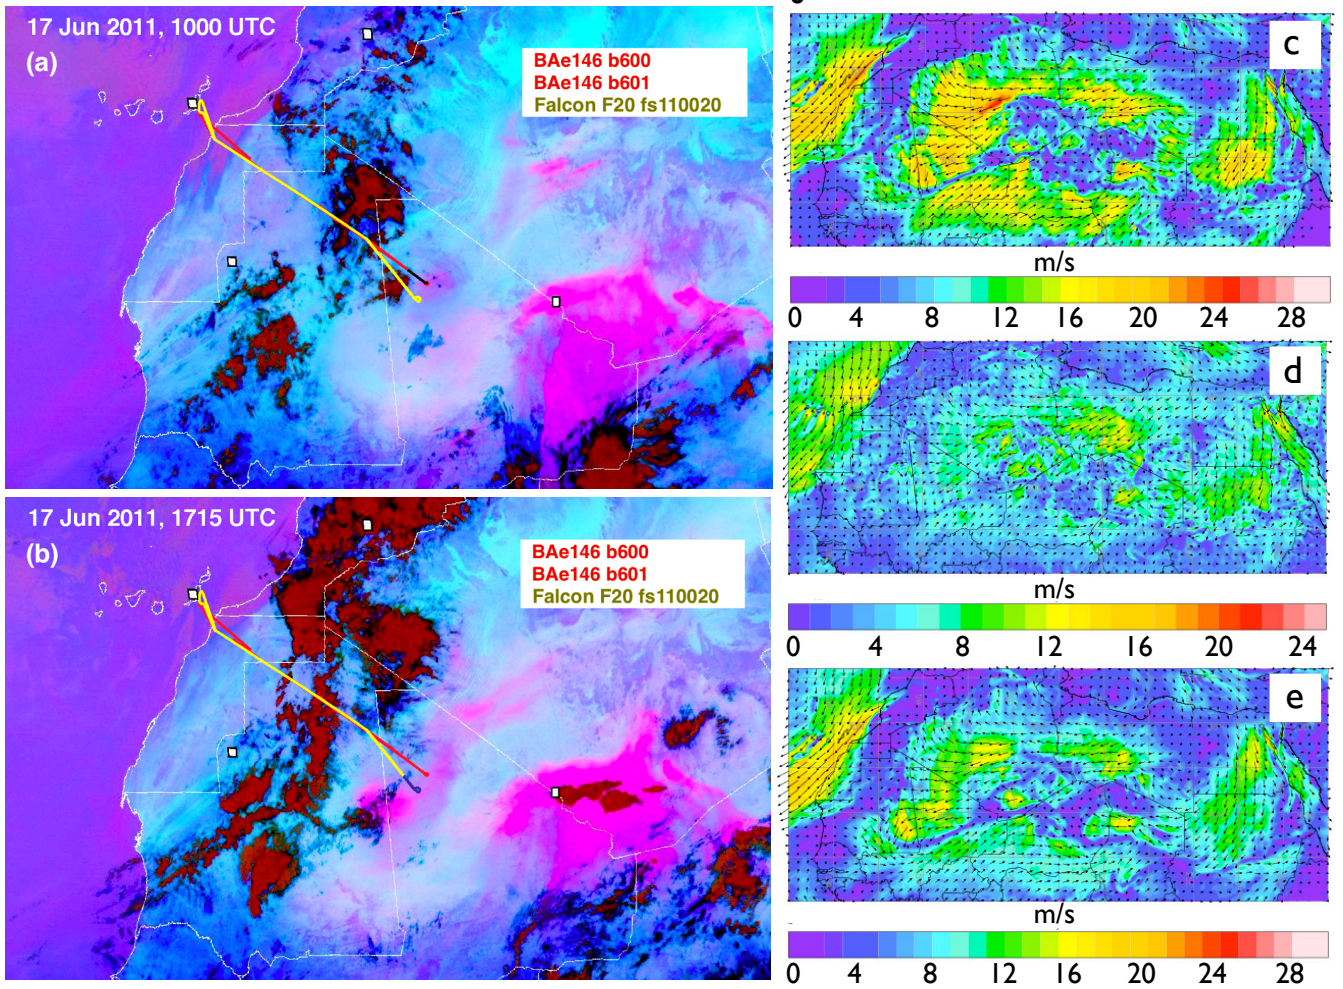 17 Jun 2011, 1000 UTC
(a)
BAe146 b600
BAe146 b601
Falcon F20 fs110020
17 Jun 2011, 1715 UTC
(b)
BAe146 b600
BAe146 b601
Falcon F20 fs110020
c
m/s
0 4 8 12 16 20 24 28
d
m/s
0 4 8 12 16 20 24
e
m/s
0 4 8 12 16 20 24 28